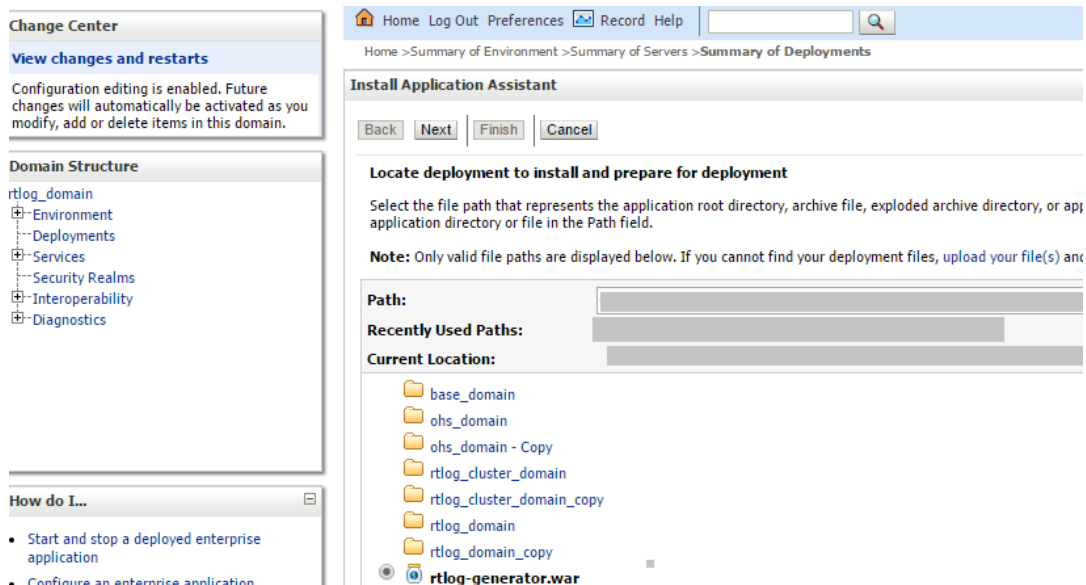 Change Center
View changes and restarts
Configuration editing is enabled. Future
changes will automatically be activated as you
modify, add or delete items in this domain.
Domain Structure
rtlog_domain
Environment
Deployments
Services
Security Realms
Interoperability
Diagnostics
How do I...
Start and stop a deployed enterprise
application
Configure an enterprise application
Home Log Out Preferences Record Help
Home >Summary of Environment >Summary of Servers >Summary of Deployments
Install Application Assistant
Back Next Finish Cancel
Locate deployment to install and prepare for deployment
Select the file path that represents the application root directory, archive file, exploded archive directory, or app
application directory or file in the Path field.
Note: Only valid file paths are displayed below. If you cannot find your deployment files, upload your file(s) and
Path:
Recently Used Paths:
Current Location:
base_domain
ohs_domain
ohs_domain - Copy
rtlog_cluster_domain
rtlog_cluster_domain_copy
rtlog_domain
rtlog_domain_copy
rtlog-generator.war